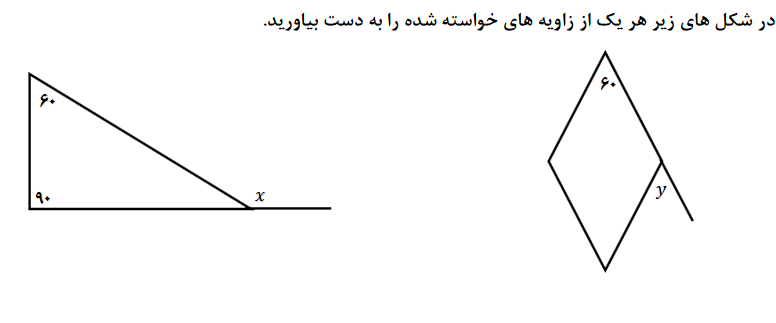 در شکل های زیر هر یک از زاویه های خواسته شده را به دست بیاورید.
۶۰
۶۰
y
۹۰
x